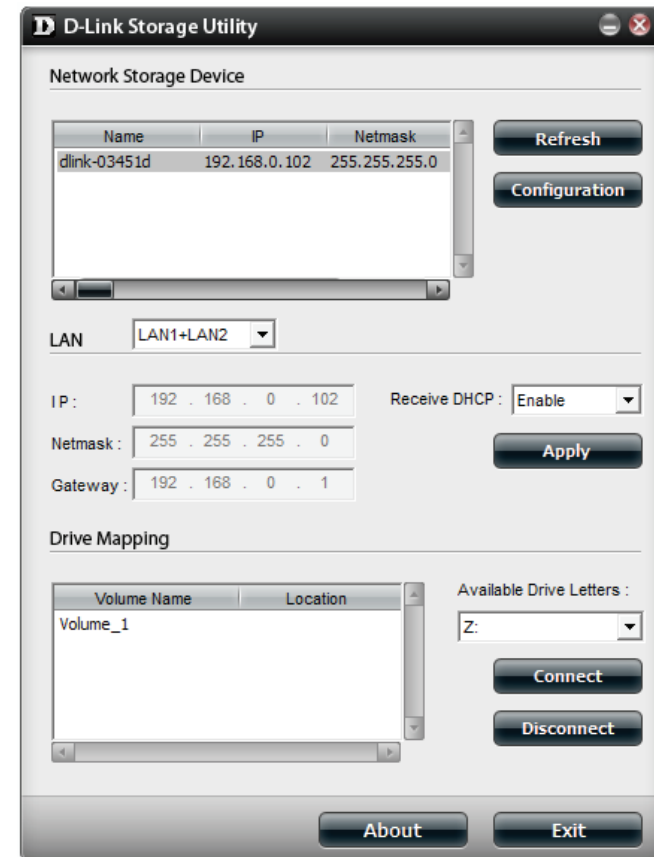 D D-Link Storage Utility
Network Storage Device
Name IP Netmask
Refresh
dlink-03451d 192.168.0.102 255.255.255.0
Configuration
LAN LAN1+LAN2
IP : 192 . 168 . 0 . 102 Receive DHCP : Enable
Netmask : 255 . 255 . 255 . 0
Apply
Gateway : 192 . 168 . 0 . 1
Drive Mapping
Volume Name Location
Available Drive Letters :
Volume_1
Z:
Connect
Disconnect
About Exit